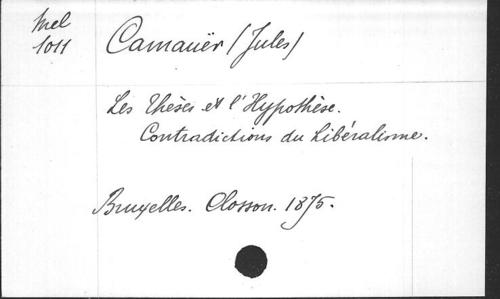 Mel
1011
Camauër (Jules)
Les Thèses et l'Hypothèse.
Contradictions du Libéralisme.
Bruxelles. Closson. 1875.